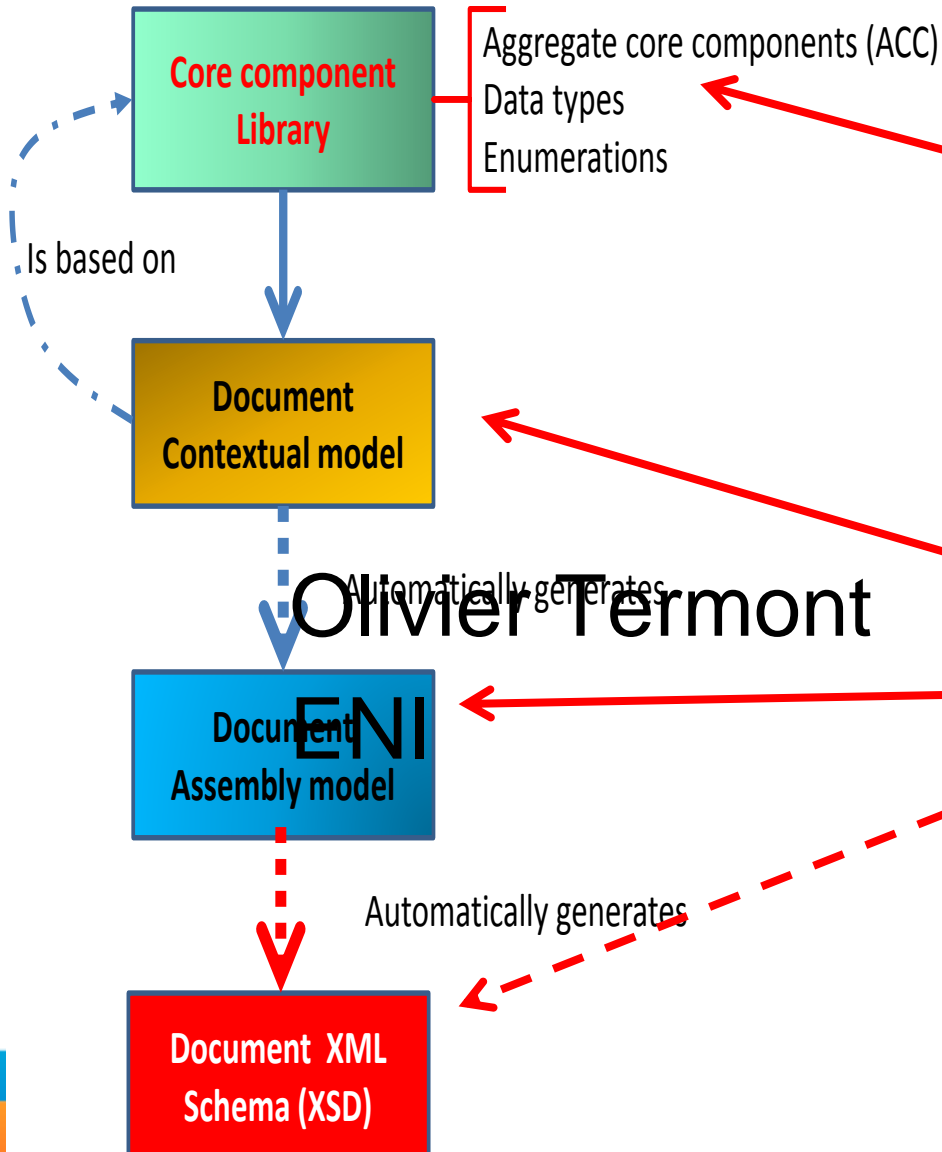 Core component
Library
Aggregate core components (ACC)
Data types
Enumerations
Is based on
Document
Contextual model
Automatically generates
Olivier Termont
ENI
Document
Assembly model
Automatically generates
Document XML
Schema (XSD)